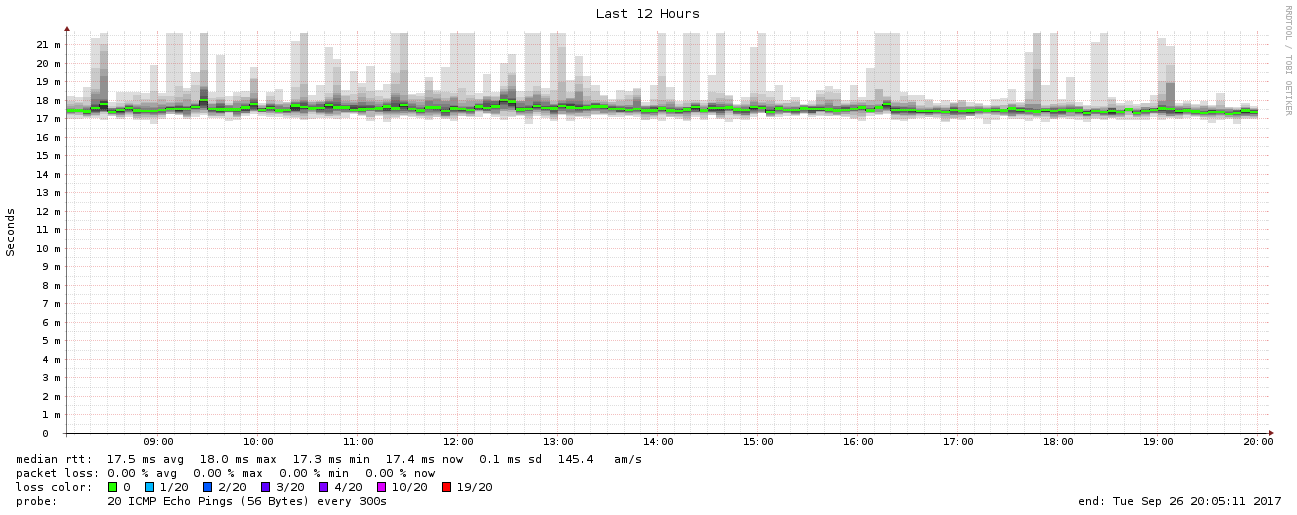 Last 12 Hours
RRDTOOL / TOBI OETIKER
Seconds
21 m
20 m
19 m
18 m
17 m
16 m
15 m
14 m
13 m
12 m
11 m
10 m
9 m
8 m
7 m
6 m
5 m
4 m
3 m
2 m
1 m
0
09:00 10:00 11:00 12:00 13:00 14:00 15:00 16:00 17:00 18:00 19:00 20:00
median rtt: 17.5 ms avg 18.0 ms max 17.3 ms min 17.4 ms now 0.1 ms sd 145.4 am/s
packet loss: 0.00 % avg 0.00 % max 0.00 % min 0.00 % now
loss color: 0 1/20 2/20 3/20 4/20 10/20 19/20
probe: 20 ICMP Echo Pings (56 Bytes) every 300s end: Tue Sep 26 20:05:11 2017